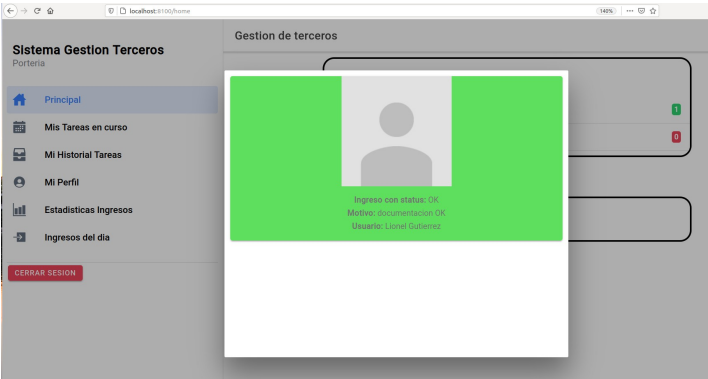 localhost:8100/home
140%
Sistema Gestion Terceros
Porteria
Principal
Mis Tareas en curso
Mi Historial Tareas
Mi Perfil
Estadisticas Ingresos
Ingresos del dia
CERRAR SESION
Gestion de terceros
1
0
Ingreso con status: OK
Motivo: documentacion OK
Usuario: Lionel Gutierrez